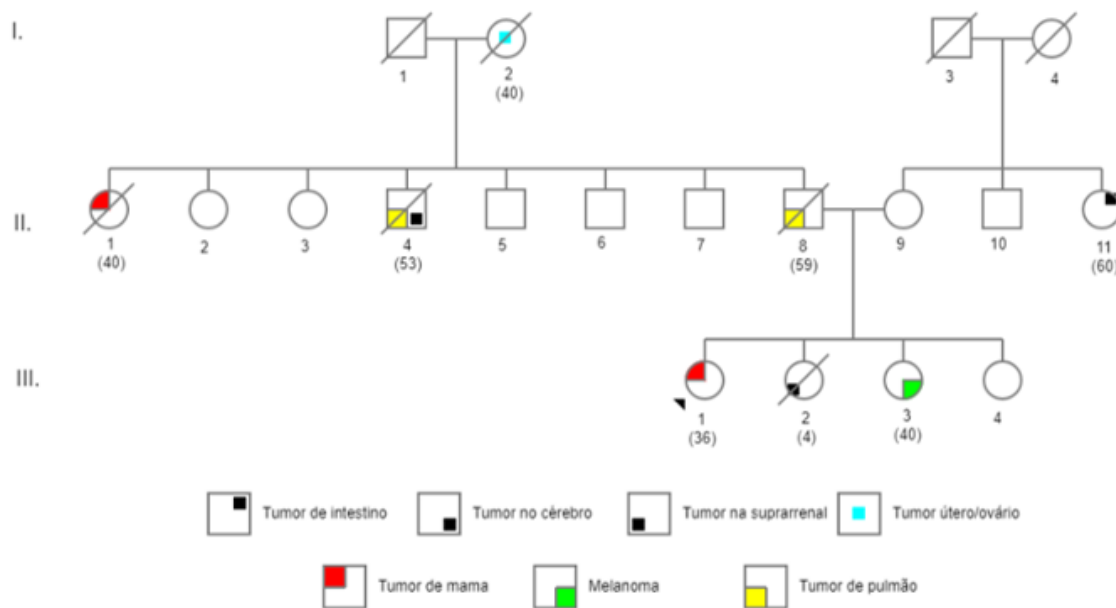 I.
1 2 3 4
(40)
II.
1 2 3 4 5 6 7 8 9 10 11
(40) (53) (59) (60)
III.
1 2 3 4
(36) (4) (40)
Tumor de intestino Tumor no cérebro Tumor na suprarrenal Tumor útero/ovário
Tumor de mama Melanoma Tumor de pulmão